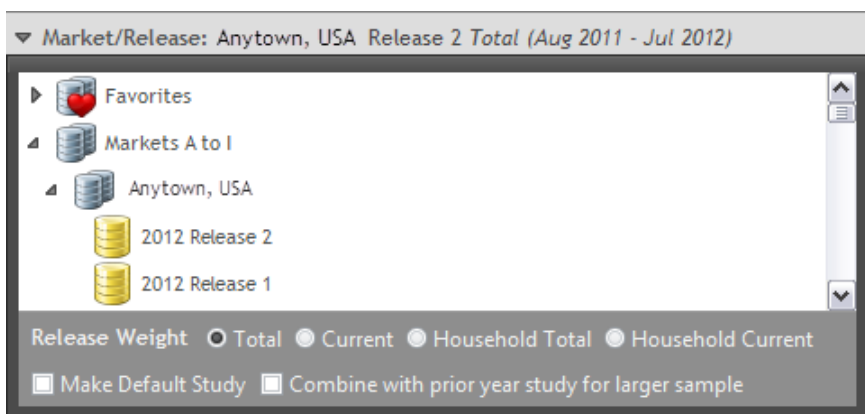 Market/Release: Anytown, USA Release 2 Total (Aug 2011 - Jul 2012)
Favorites
Markets A to I
Anytown, USA
2012 Release 2
2012 Release 1
Release Weight Total Current Household Total Household Current
Make Default Study Combine with prior year study for larger sample